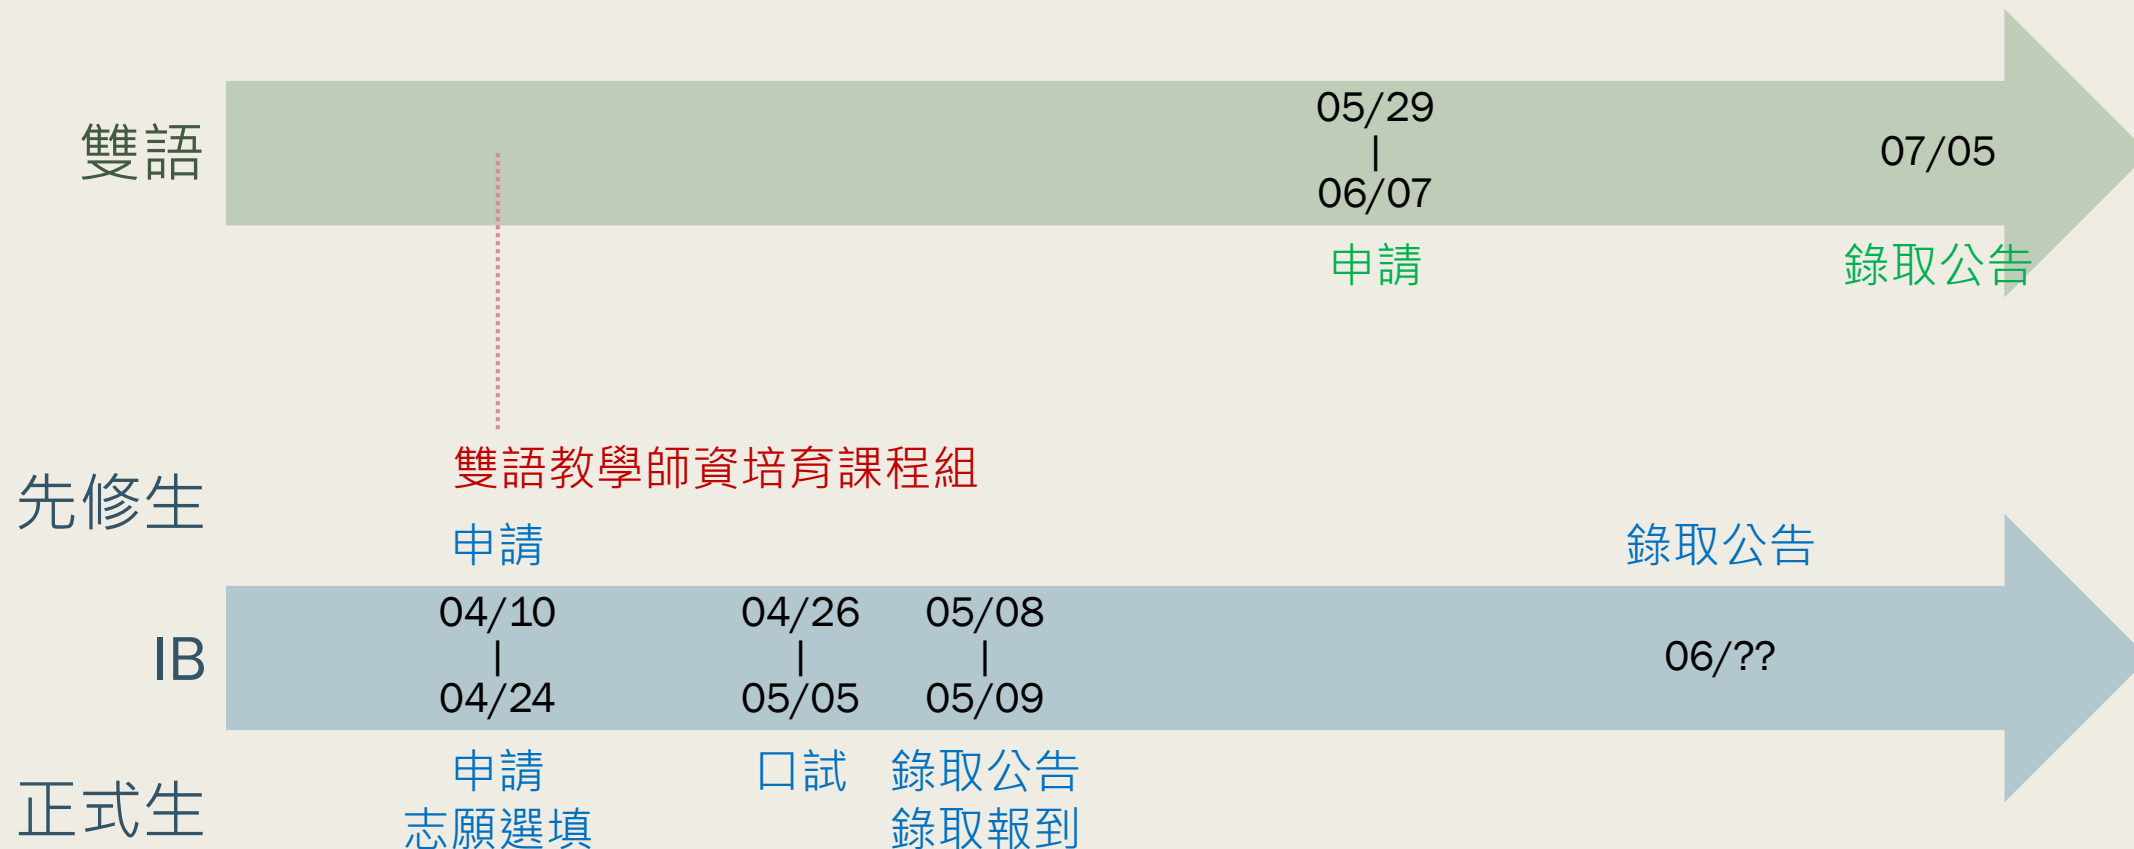 雙語
05/29
|
06/07
07/05
申請
錄取公告
雙語教學師資培育課程組
先修生
申請
錄取公告
IB
04/10
|
04/24
04/26
|
05/05
05/08
|
05/09
06/??
正式生
申請
志願選填
口試
錄取公告
錄取報到